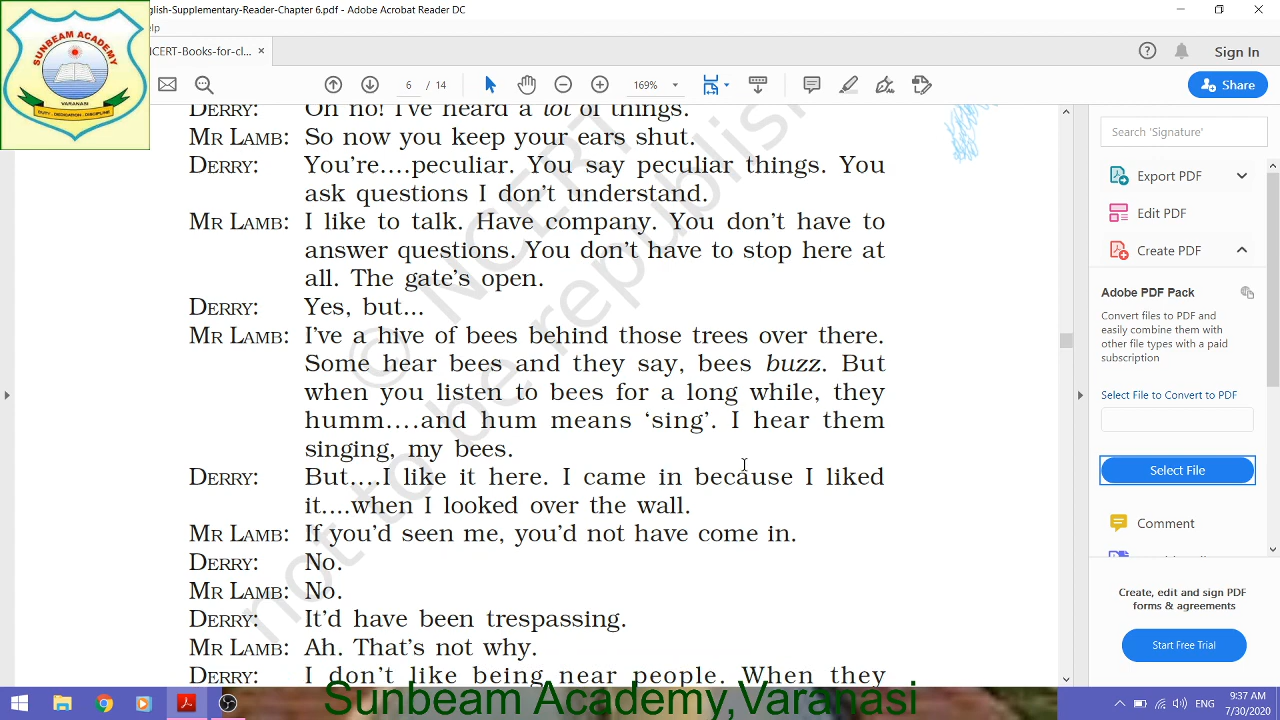 nglish-Supplementary-Reader-Chapter 6.pdf - Adobe Acrobat Reader DC
elp
NCERT-Books-for-cl... ×
Sign In
SUNBEAM ACADEMY
VARANASI
DUTY - DEDICATION - DISCIPLINE
6 / 14
169%
Share
DERRY: Oh no! I've heard a lot of things.
MR LAMB: So now you keep your ears shut.
DERRY: You're....peculiar. You say peculiar things. You
ask questions I don't understand.
MR LAMB: I like to talk. Have company. You don't have to
answer questions. You don't have to stop here at
all. The gate's open.
DERRY: Yes, but...
MR LAMB: I've a hive of bees behind those trees over there.
Some hear bees and they say, bees buzz. But
when you listen to bees for a long while, they
humm....and hum means ‘sing’. I hear them
singing, my bees.
DERRY: But....I like it here. I came in because I liked
it....when I looked over the wall.
MR LAMB: If you'd seen me, you'd not have come in.
DERRY: No.
MR LAMB: No.
DERRY: It'd have been trespassing.
MR LAMB: Ah. That's not why.
DERRY: I don't like being near people. When they
© NCERT
not to be republish
Search 'Signature'
Export PDF
Edit PDF
Create PDF
Adobe PDF Pack
Convert files to PDF and
easily combine them with
other file types with a paid
subscription
Select File to Convert to PDF
Select File
Comment
Create, edit and sign PDF
forms & agreements
Start Free Trial
Sunbeam Academy,Varanasi
ENG
9:37 AM
7/30/2020